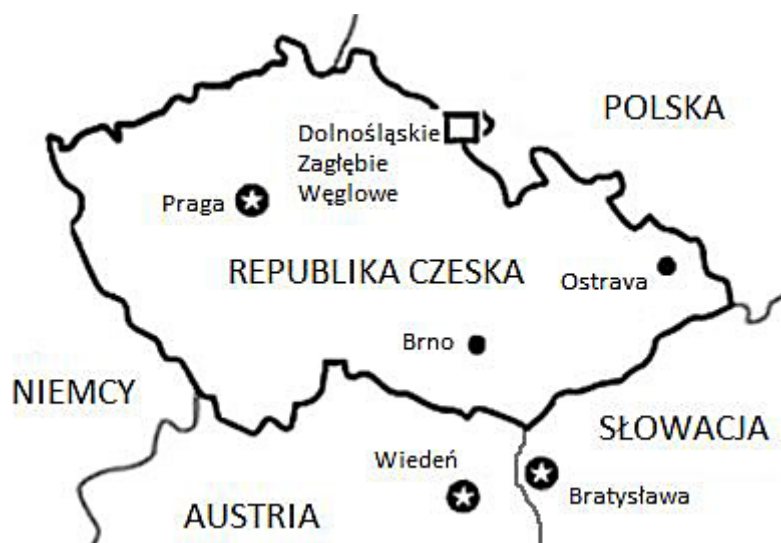 POLSKA
Dolnośląskie
Zagłębie
Węglowe
Praga
REPUBLIKA CZESKA
Ostrava
Brno
NIEMCY
SŁOWACJA
Wiedeń
Bratysława
AUSTRIA